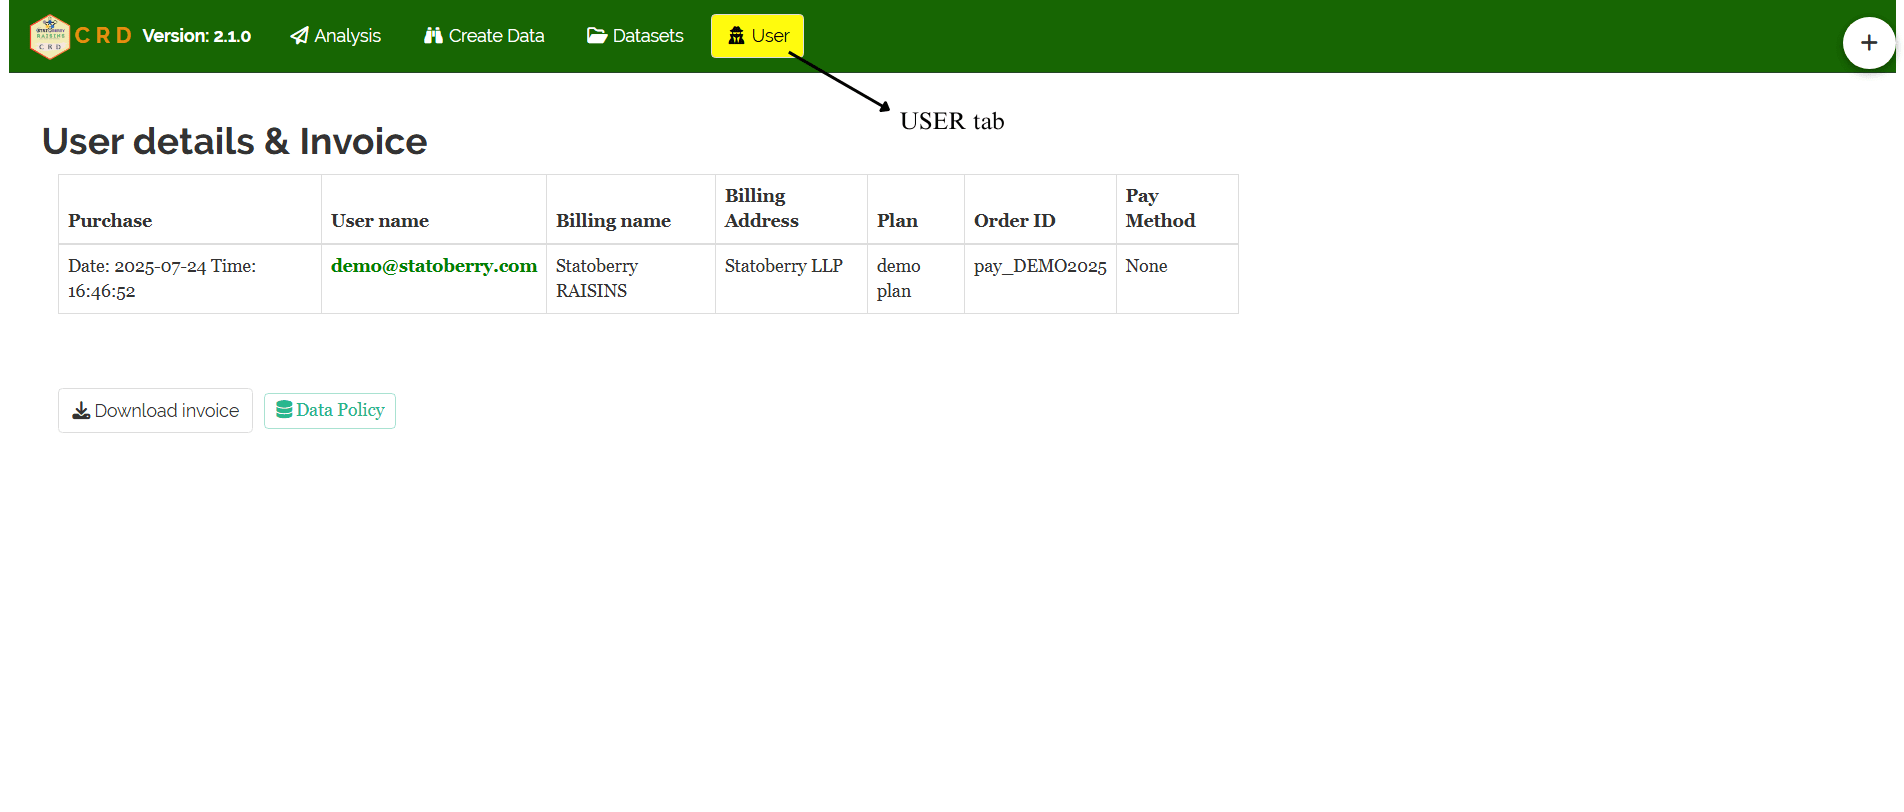 STATOBERRY
RAISINS
C R D
C R D Version: 2.1.0 Analysis Create Data Datasets User
USER tab
User details & Invoice
Purchase User name Billing name Billing Address Plan Order ID Pay Method
Date: 2025-07-24 Time: demo@statoberry.com Statoberry Statoberry LLP demo pay_DEMO2025 None
16:46:52 RAISINS plan
Download invoice Data Policy